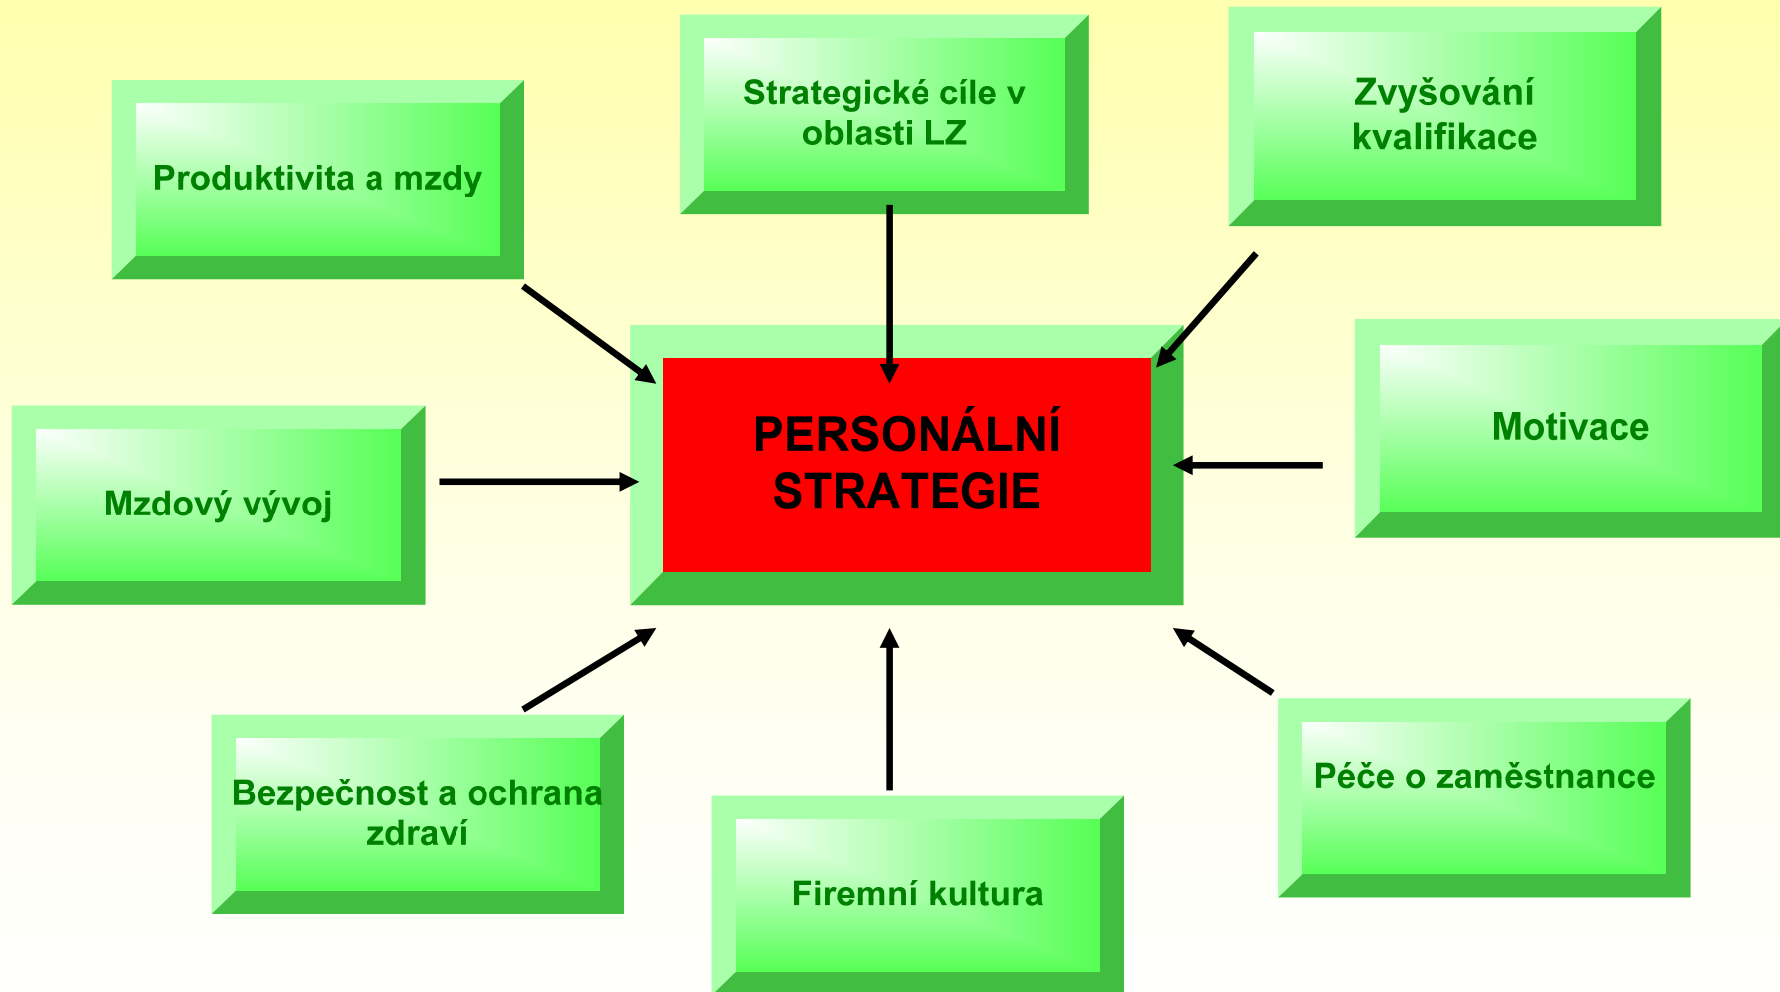 Strategické cíle v
oblasti LZ
Zvyšování
kvalifikace
Produktivita a mzdy
PERSONÁLNÍ
STRATEGIE
Motivace
Mzdový vývoj
Bezpečnost a ochrana
zdraví
Péče o zaměstnance
Firemní kultura